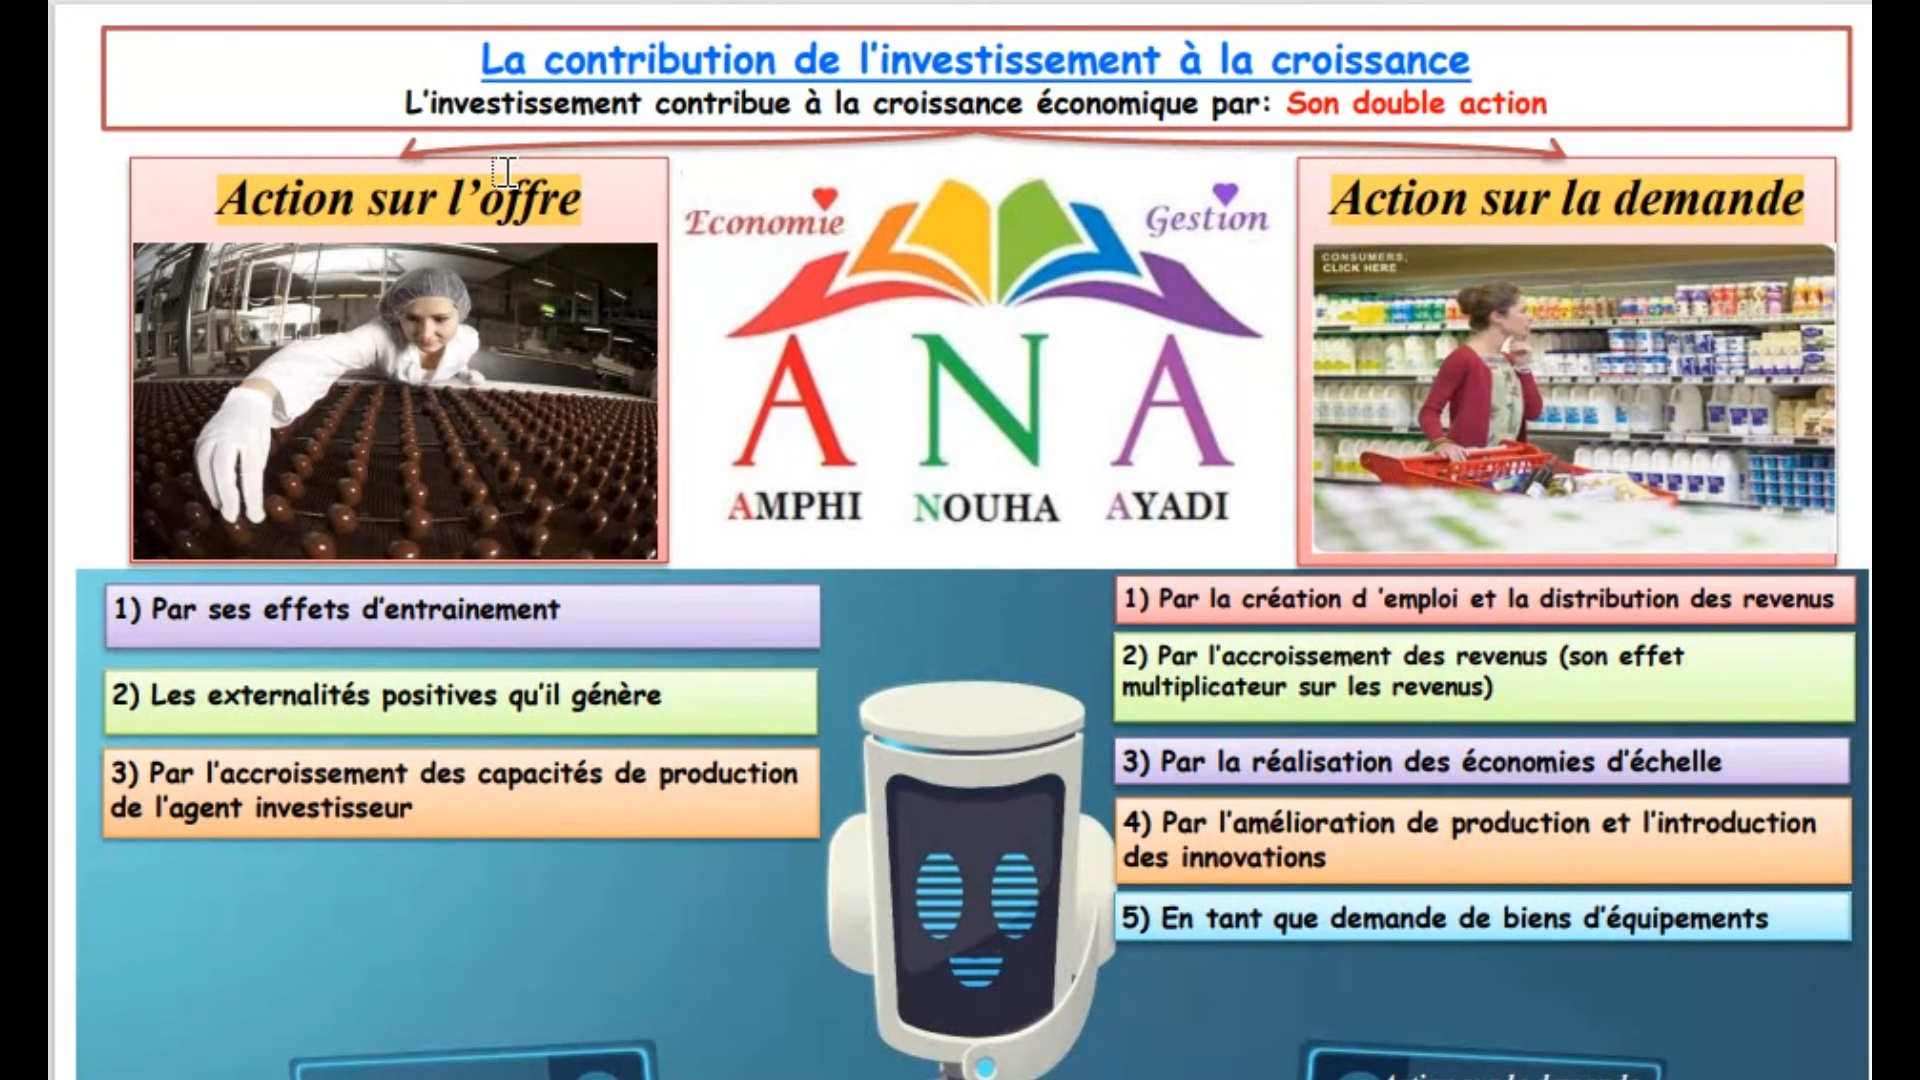 La contribution de l'investissement à la croissance
L'investissement contribue à la croissance économique par: Son double action
Action sur l'offre
Economie
Gestion
ANA
AMPHI NOUHA AYADI
Action sur la demande
CONSUMERS,
CLICK HERE
1) Par ses effets d'entrainement
2) Les externalités positives qu'il génère
3) Par l'accroissement des capacités de production
de l'agent investisseur
1) Par la création d 'emploi et la distribution des revenus
2) Par l'accroissement des revenus (son effet
multiplicateur sur les revenus)
3) Par la réalisation des économies d'échelle
4) Par l'amélioration de production et l'introduction
des innovations
5) En tant que demande de biens d'équipements